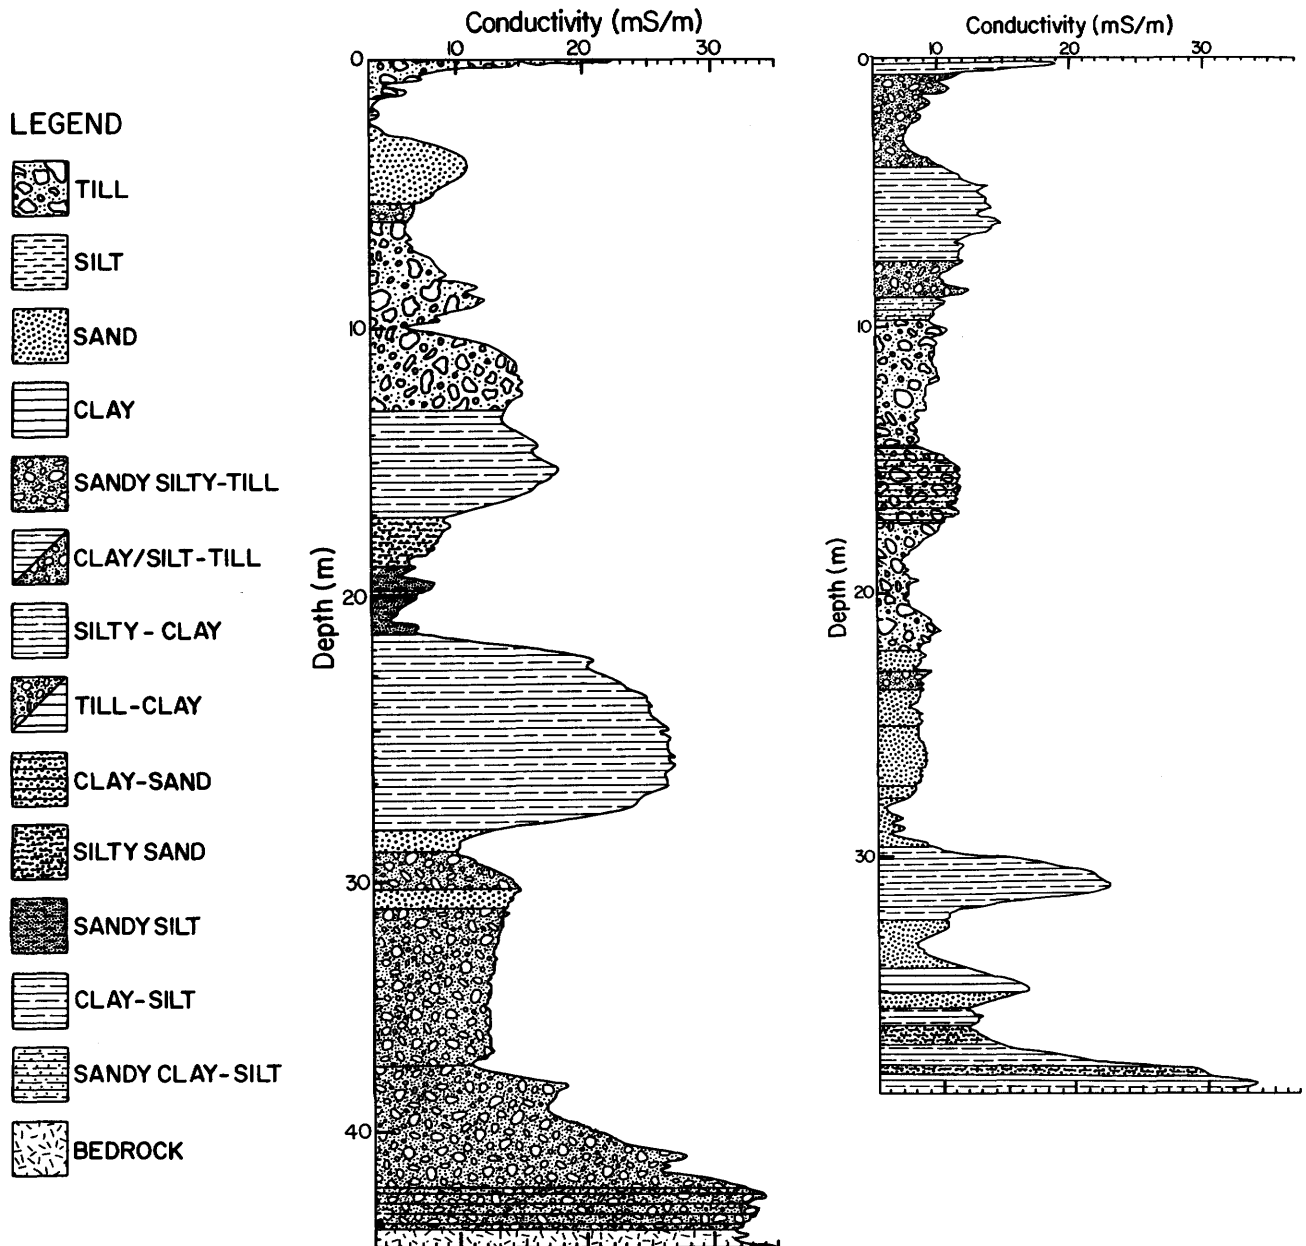 Conductivity (mS/m)
10 20 30
0
10
20
30
40
Depth (m)
Conductivity (mS/m)
10 20 30
0
10
20
30
Depth (m)
LEGEND
TILL
SILT
SAND
CLAY
SANDY SILTY-TILL
CLAY/SILT-TILL
SILTY-CLAY
TILL-CLAY
CLAY-SAND
SILTY SAND
SANDY SILT
CLAY-SILT
SANDY CLAY-SILT
BEDROCK